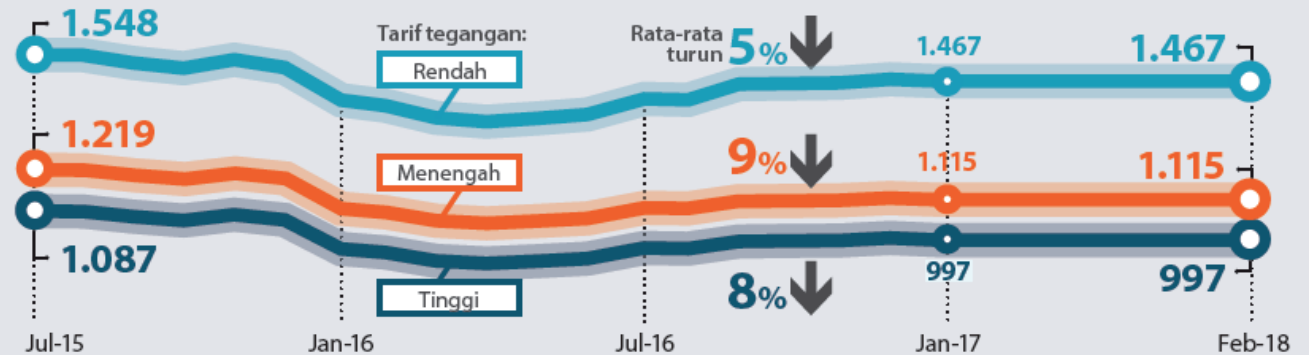 1.548
Tarif tegangan:
Rendah
Rata-rata
turun 5%
1.467
1.467
1.219
Menengah
9%
1.115
1.115
1.087
Tinggi
8%
997
997
Jul-15
Jan-16
Jul-16
Jan-17
Feb-18